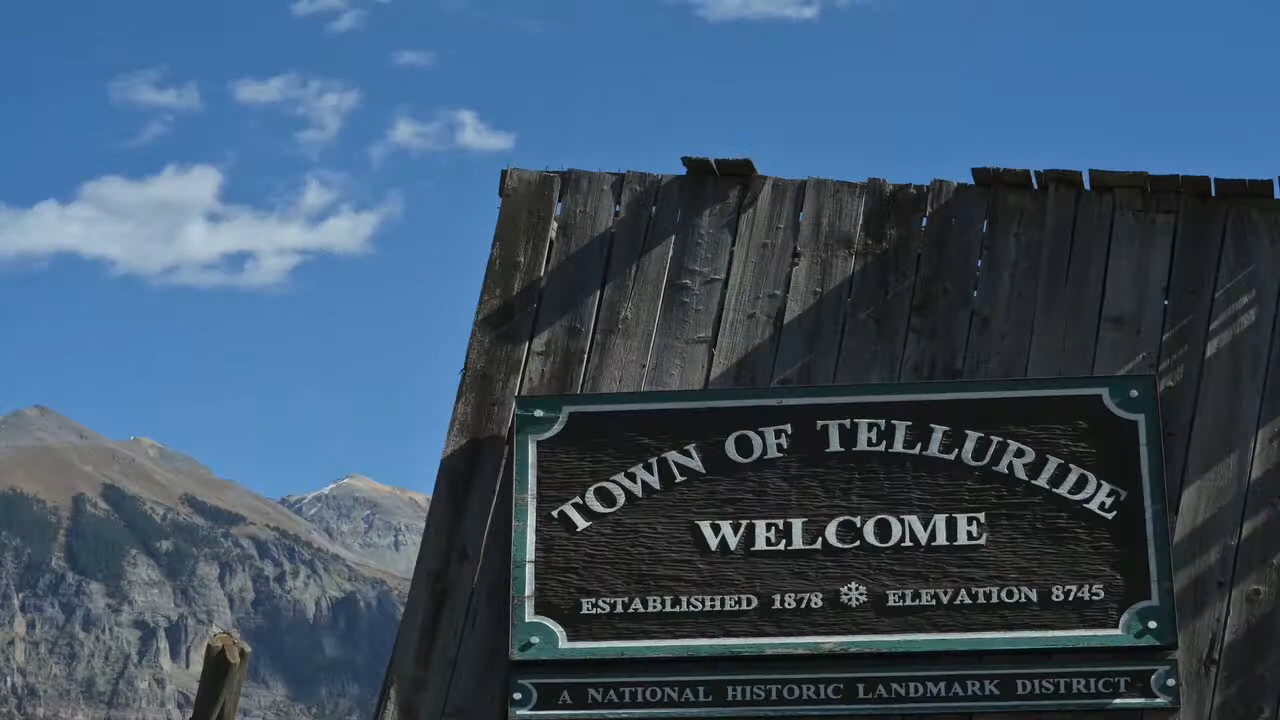 TOWN OF TELLURIDE
WELCOME
ESTABLISHED 1878 ❄ ELEVATION 8745
A NATIONAL HISTORIC LANDMARK DISTRICT